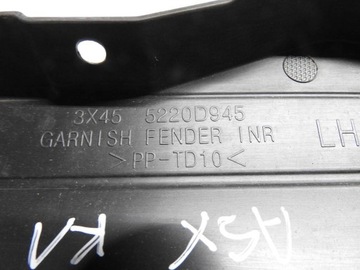 3X45 5220D945
GARNISH FENDER INR LH
>PP-TD10<
ASX KA